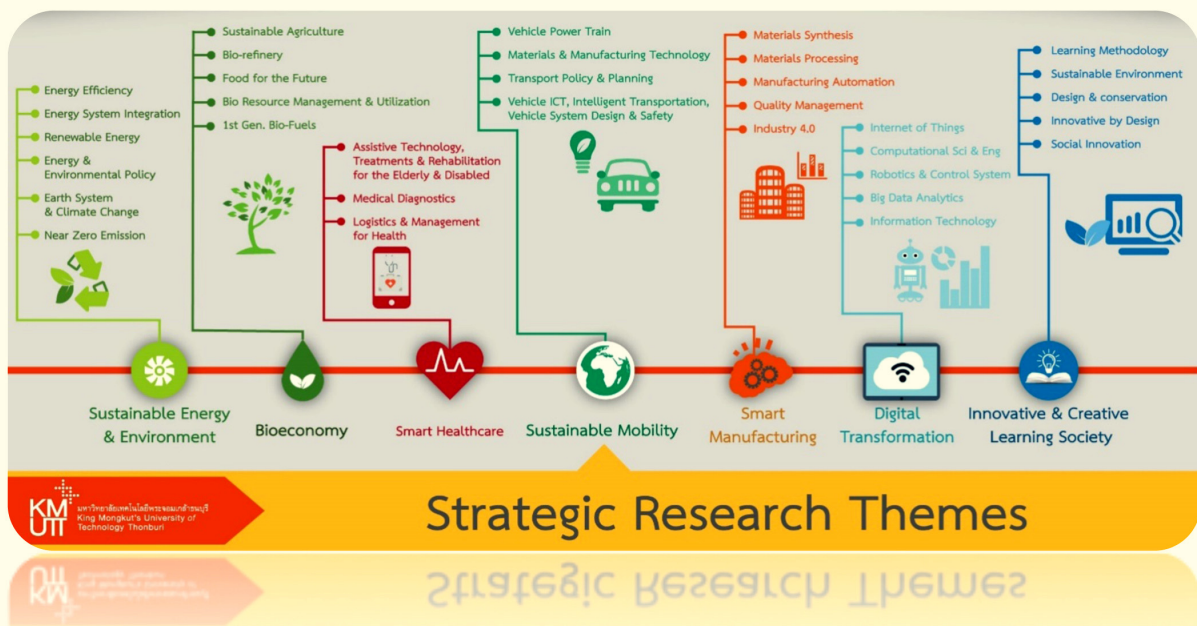 Energy Efficiency
Energy System Integration
Renewable Energy
Energy &
Environmental Policy
Earth System
& Climate Change
Near Zero Emission
Sustainable Energy
& Environment
Sustainable Agriculture
Bio-refinery
Food for the Future
Bio Resource Management & Utilization
1st Gen. Bio-Fuels
Bioeconomy
Assistive Technology,
Treatments & Rehabilitation
for the Elderly & Disabled
Medical Diagnostics
Logistics & Management
for Health
Smart Healthcare
Vehicle Power Train
Materials & Manufacturing Technology
Transport Policy & Planning
Vehicle ICT, Intelligent Transportation,
Vehicle System Design & Safety
Sustainable Mobility
Materials Synthesis
Materials Processing
Manufacturing Automation
Quality Management
Industry 4.0
Smart
Manufacturing
Internet of Things
Computational Sci & Eng
Robotics & Control System
Big Data Analytics
Information Technology
Digital
Transformation
Learning Methodology
Sustainable Environment
Design & conservation
Innovative by Design
Social Innovation
Innovative & Creative
Learning Society
KM
UTT
มหาวิทยาลัยเทคโนโลยีพระจอมเกล้าธนบุรี
King Mongkut's University of
Technology Thonburi
Strategic Research Themes